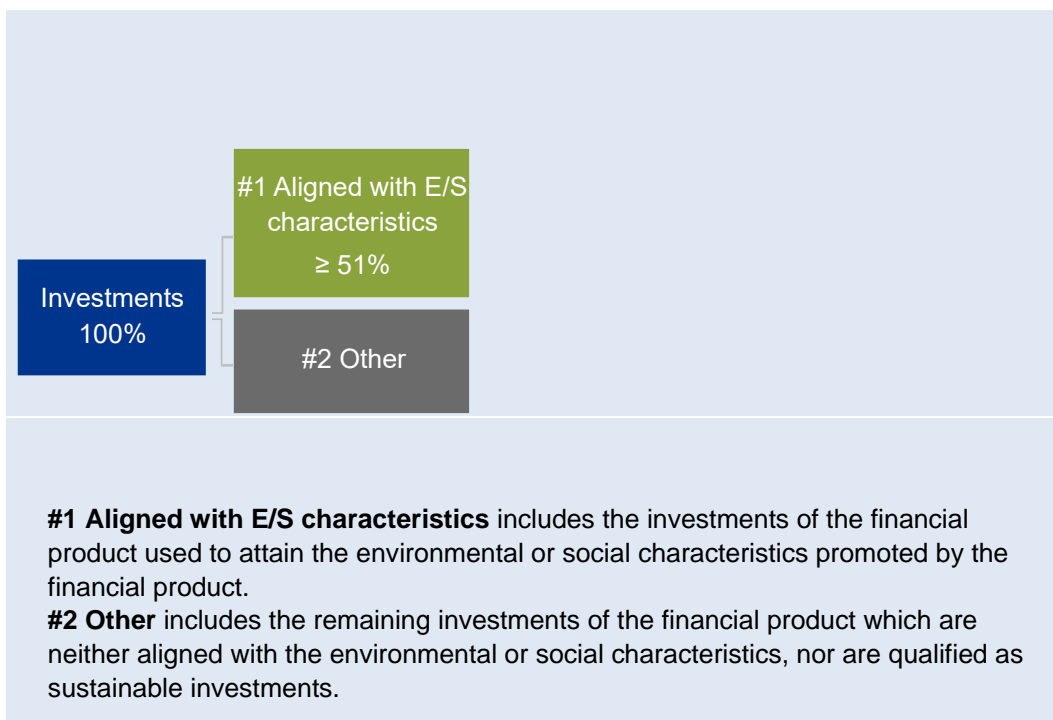 #1 Aligned with E/S
characteristics
≥ 51%
Investments
100%
#2 Other
#1 Aligned with E/S characteristics includes the investments of the financial
product used to attain the environmental or social characteristics promoted by the
financial product.
#2 Other includes the remaining investments of the financial product which are
neither aligned with the environmental or social characteristics, nor are qualified as
sustainable investments.